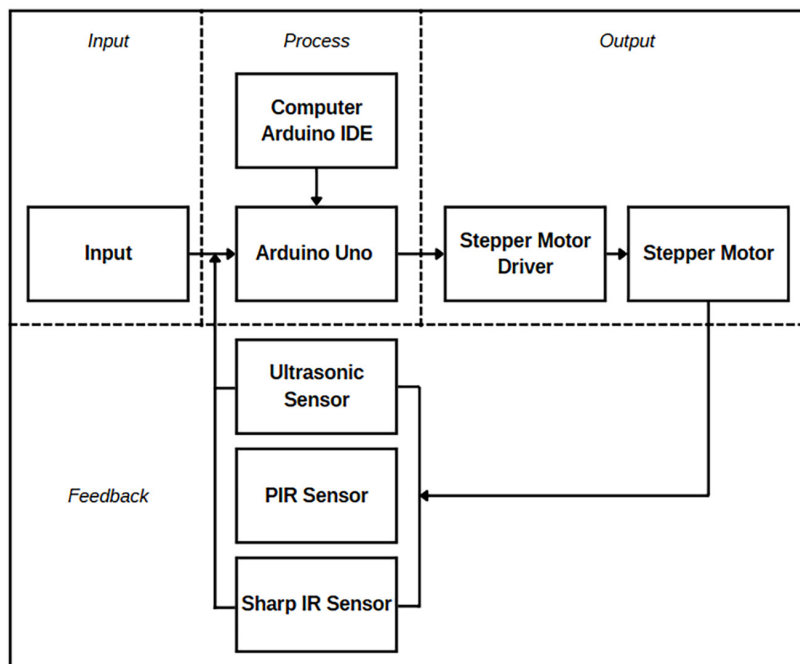 Input
Process
Output
Computer
Arduino IDE
Input
Arduino Uno
Stepper Motor
Driver
Stepper Motor
Ultrasonic
Sensor
Feedback
PIR Sensor
Sharp IR Sensor